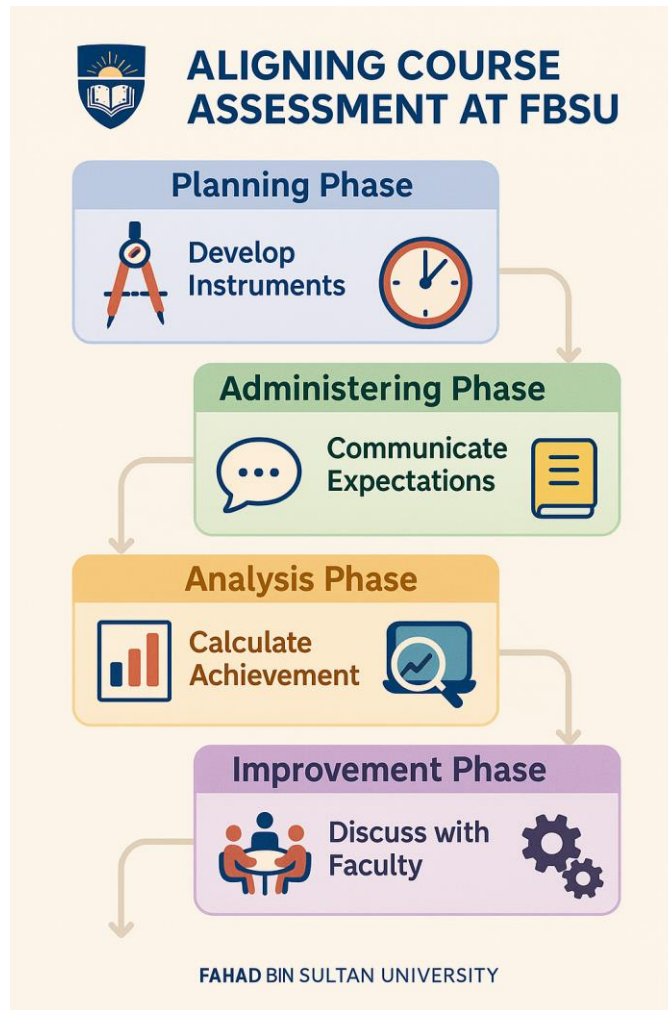 ALIGNING COURSE
ASSESSMENT AT FBSU
Planning Phase
Develop
Instruments
Administering Phase
Communicate
Expectations
Analysis Phase
Calculate
Achievement
Improvement Phase
Discuss with
Faculty
FAHAD BIN SULTAN UNIVERSITY